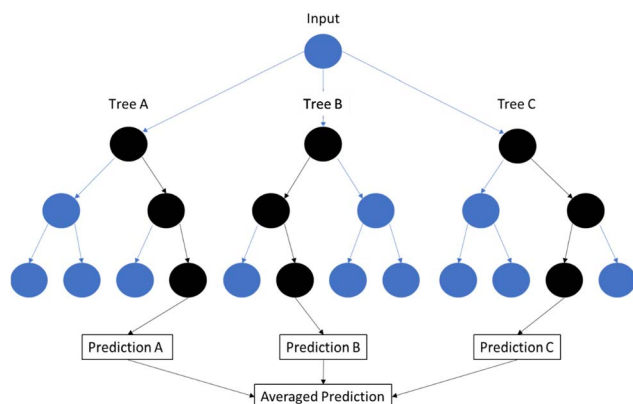 Input
Tree A
Tree B
Tree C
Prediction A
Prediction B
Prediction C
Averaged Prediction